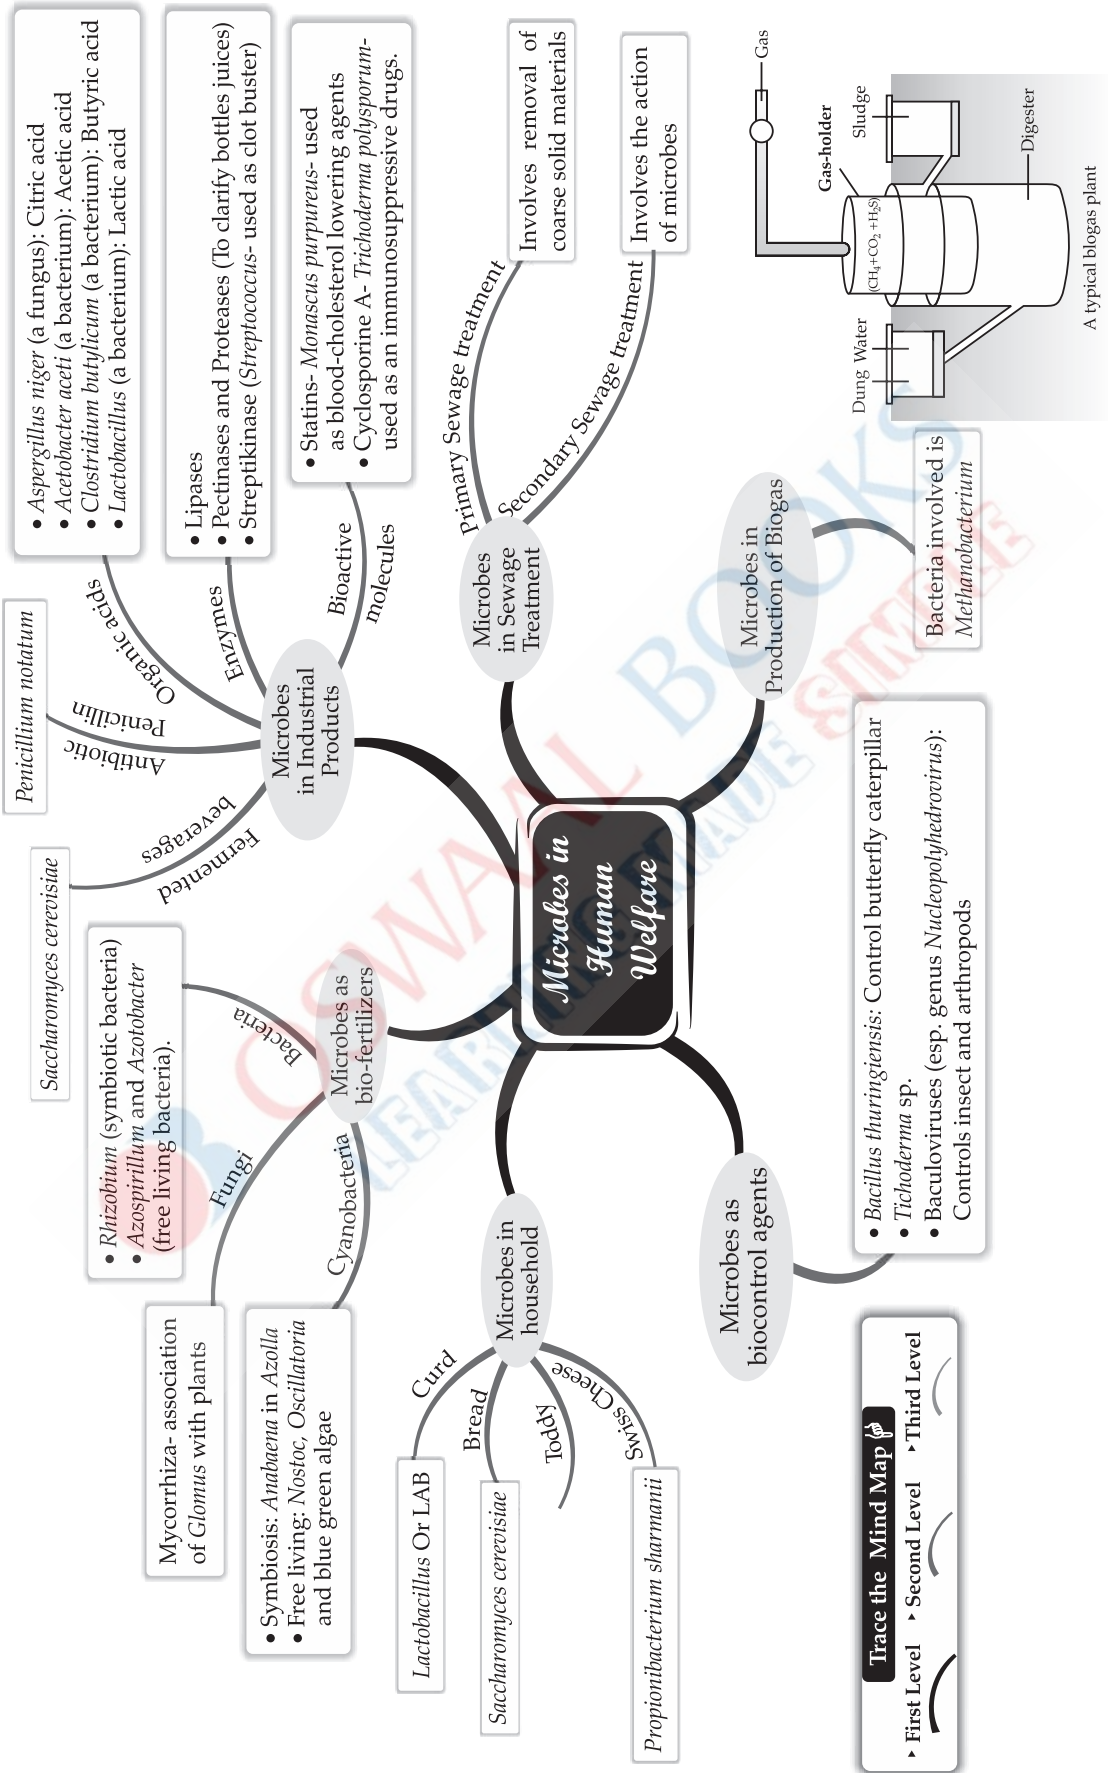 Microbes in
Human
Welfare
Microbes
in Industrial
Products
Organic acids
• Aspergillus niger (a fungus): Citric acid
• Acetobacter aceti (a bacterium): Acetic acid
• Clostridium butylicum (a bacterium): Butyric acid
• Lactobacillus (a bacterium): Lactic acid
Enzymes
• Lipases
• Pectinases and Proteases (To clarify bottles juices)
• Streptikinase (Streptococcus- used as clot buster)
Bioactive
molecules
• Statins- Monascus purpureus- used
as blood-cholesterol lowering agents
• Cyclosporine A- Trichoderma polysporum-
used as an immunosuppressive drugs.
Antibiotic
Penicillin
Penicillium notatum
Fermented
beverages
Saccharomyces cerevisiae
Microbes
in Sewage
Treatment
Primary Sewage treatment
Involves removal of
coarse solid materials
Secondary Sewage treatment
Involves the action
of microbes
Microbes in
Production of Biogas
Bacteria involved is
Methanobacterium
Gas
Gas-holder
Sludge
(CH4+CO2 +H2S)
Dung Water
Digester
A typical blogas plant
Microbes as
bio-fertilizers
Bacteria
• Rhizobium (symbiotic bacteria)
• Azospirillum and Azotobacter
(free living bacteria).
Fungi
Mycorrhiza- association
of Glomus with plants
Cyanobacteria
• Symbiosis: Anabaena in Azolla
• Free living: Nostoc, Oscillatoria
and blue green algae
Microbes in
household
Curd
Lactobacillus Or LAB
Bread
Saccharomyces cerevisiae
Toddy
Swiss Cheese
Propionibacterium sharmanii
Microbes as
biocontrol agents
• Bacillus thuringiensis: Control butterfly caterpillar
• Tichoderma sp.
• Baculoviruses (esp. genus Nucleopolyhedrovirus):
Controls insect and arthropods
Trace the Mind Map
▸ First Level ▸ Second Level ▸ Third Level
OSWAAL BOOKS
LEARNING MADE SIMPLE